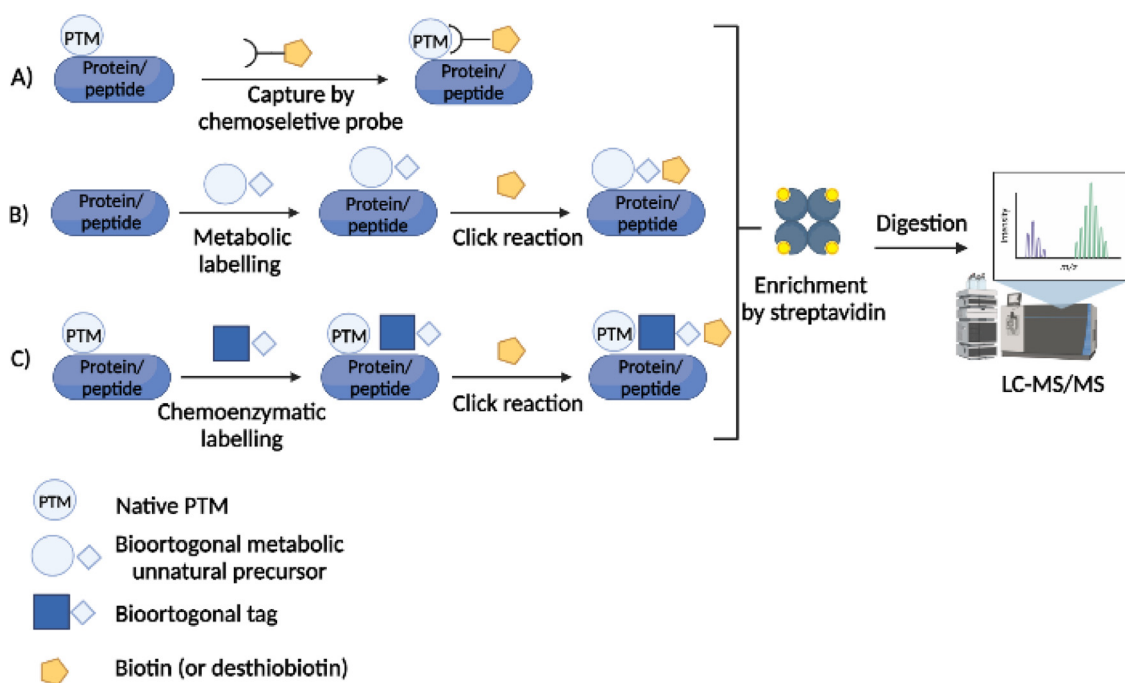 A)
PTM
Protein/
peptide
Capture by
chemoseletive probe
PTM
Protein/
peptide
B)
Protein/
peptide
Metabolic
labelling
Protein/
peptide
Click reaction
Protein/
peptide
C)
PTM
Protein/
peptide
Chemoenzymatic
labelling
PTM
Protein/
peptide
Click reaction
PTM
Protein/
peptide
Enrichment
by streptavidin
Digestion
Intensity
m/z
LC-MS/MS
PTM
Native PTM
Bioortogonal metabolic
unnatural precursor
Bioortogonal tag
Biotin (or desthiobiotin)